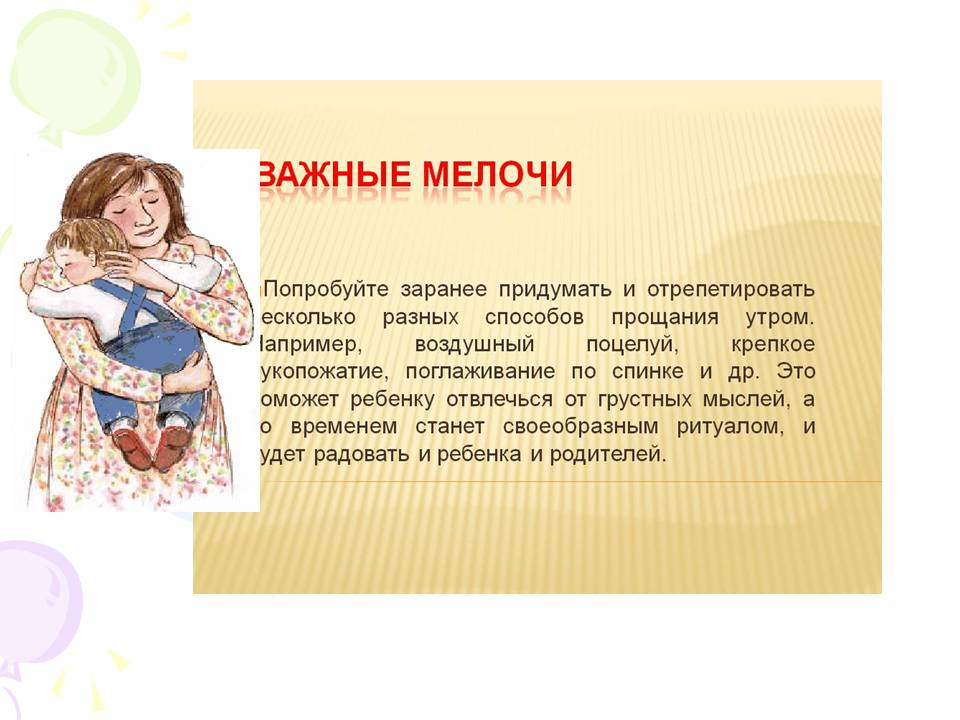 ВАЖНЫЕ МЕЛОЧИ
Попробуйте заранее придумать и отрепетировать
есколько разных способов прощания утром.
Например, воздушный поцелуй, крепкое
укопожатие, поглаживание по спинке и др. Это
оможет ребенку отвлечься от грустных мыслей, а
о временем станет своеобразным ритуалом, и
удет радовать и ребенка и родителей.